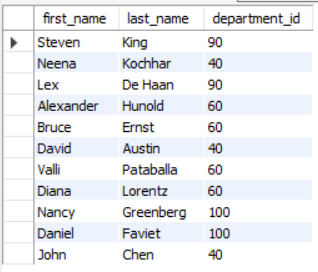 first_name last_name department_id
Steven King 90
Neena Kochhar 40
Lex De Haan 90
Alexander Hunold 60
Bruce Ernst 60
David Austin 40
Valli Pataballa 60
Diana Lorentz 60
Nancy Greenberg 100
Daniel Faviet 100
John Chen 40